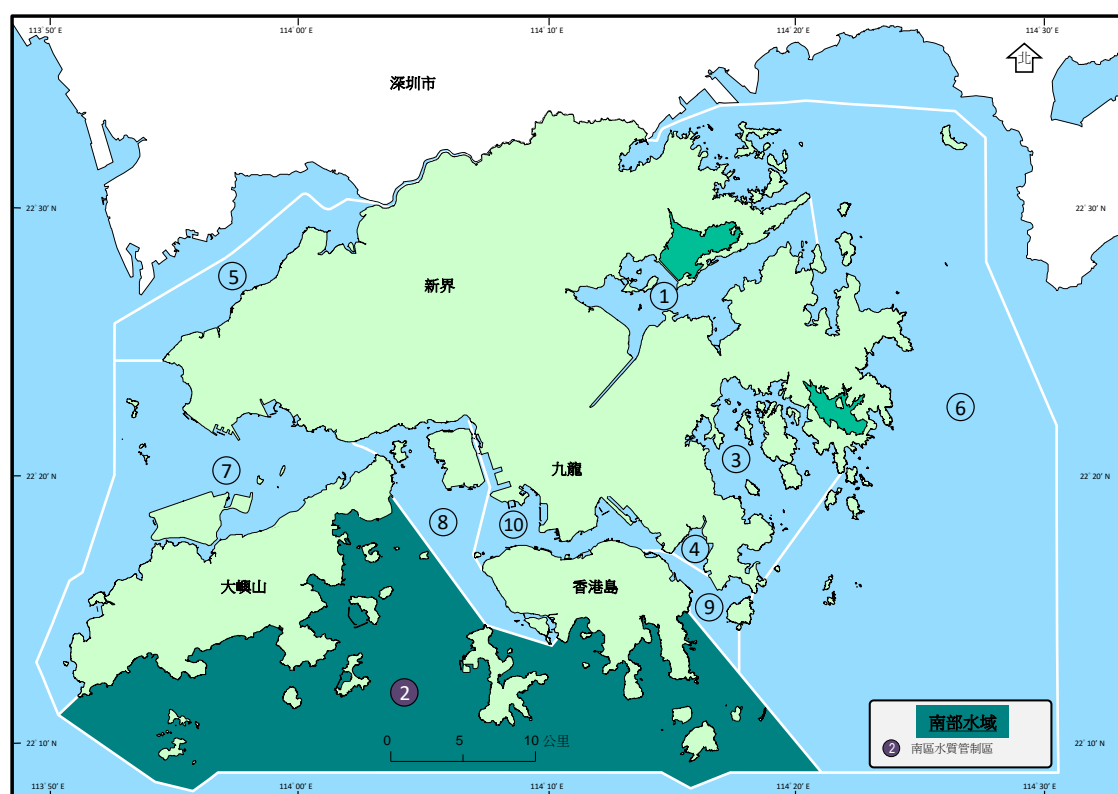 113° 50' E
114° 00' E
114° 10' E
114° 20' E
114° 30' E
北
深圳市
22° 30' N
22° 30' N
5
新界
1
6
3
九龍
22° 20' N
22° 20' N
7
8
10
4
大嶼山
香港島
9
2
南部水域
2 南區水質管制區
0 5 10 公里
22° 10' N
22° 10' N
113° 50' E
114° 00' E
114° 10' E
114° 20' E
114° 30' E